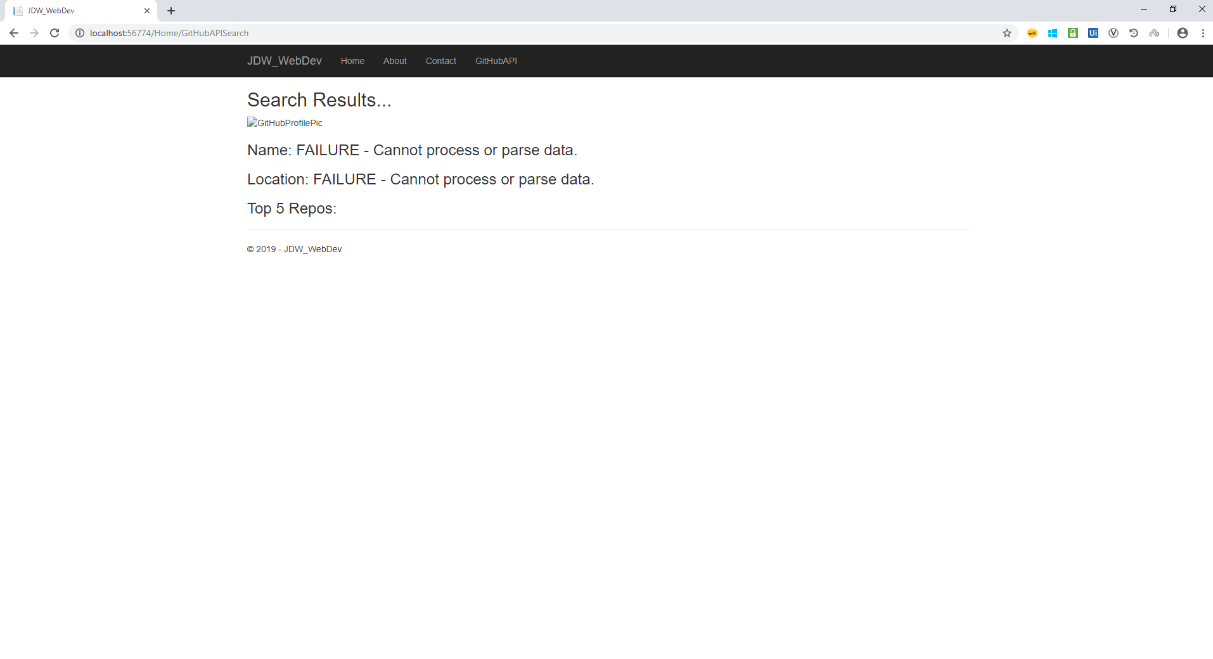 JDW_WebDev
localhost:56774/Home/GitHubAPISearch
JDW_WebDev Home About Contact GitHubAPI
Search Results...
GitHubProfilePic
Name: FAILURE - Cannot process or parse data.
Location: FAILURE - Cannot process or parse data.
Top 5 Repos:
© 2019 - JDW_WebDev